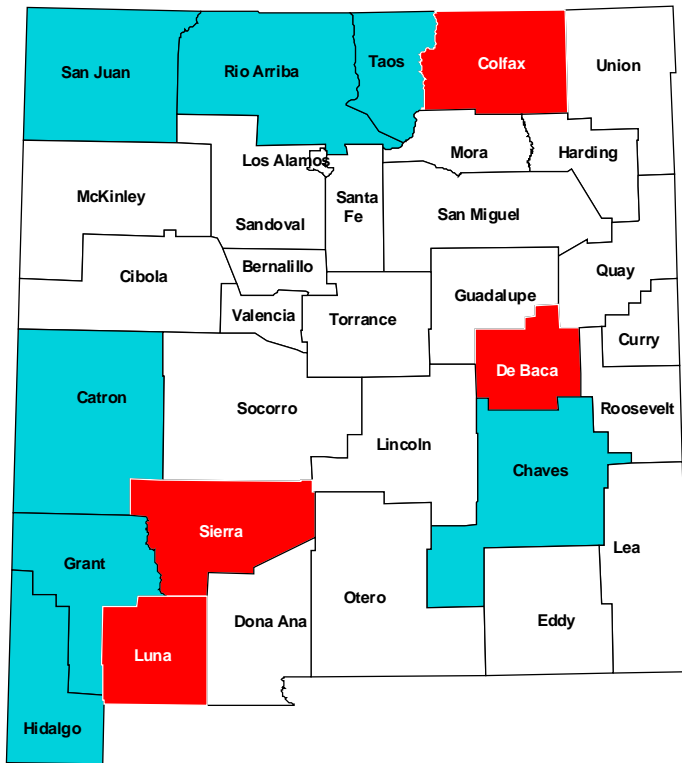 San Juan
Rio Arriba
Taos
Colfax
Union
Los Alamos
Mora
Harding
McKinley
Santa
Fe
San Miguel
Sandoval
Cibola
Bernalillo
Quay
Guadalupe
Valencia
Torrance
Curry
De Baca
Catron
Socorro
Roosevelt
Lincoln
Chaves
Sierra
Lea
Grant
Otero
Dona Ana
Eddy
Luna
Hidalgo